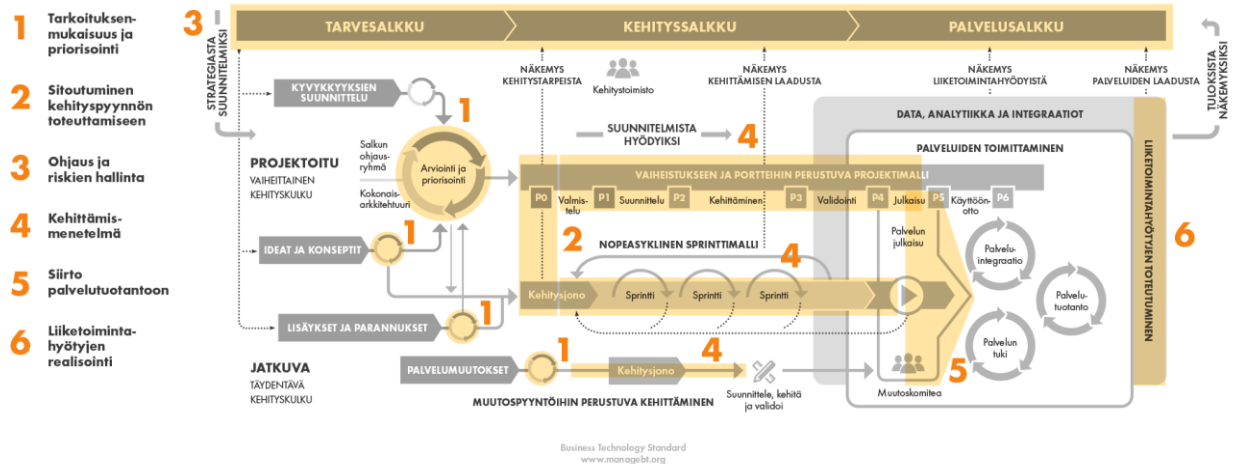 1
Tarkoituksen-
mukaisuus ja
priorisointi
2
Sitoutuminen
kehityspyynnön
toteuttamiseen
3
Ohjaus ja
riskien hallinta
4
Kehittämis-
menetelmä
5
Siirto
palvelutuotantoon
6
Liiketoiminta-
hyötyjen
realisointi
3
STRATEGIASTA
SUUNNITELMIKSI
TARVESALKKU
KEHITYSSALKKU
PALVELUSALKKU
TULOKSISTA
NÄKEMYKSIKSI
NÄKEMYS
KEHITYSTARPEISTA
Kehitystoimisto
NÄKEMYS
KEHITTÄMISEN LAADUSTA
NÄKEMYS
LIIKETOIMINTAHYÖDYISTÄ
NÄKEMYS
PALVELUIDEN LAADUSTA
KYVYKKYYKSIEN
SUUNNITTELU
1
SUUNNITELMISTA
HYÖDYIKSI
4
DATA, ANALYTIIKKA JA INTEGRAATIOT
PALVELUIDEN TOIMITTAMINEN
PROJEKTOITU
VAIHEITTAINEN
KEHITYSKULKU
Salkun
ohjaus-
ryhmä
Kokonais-
arkkitehtuuri
Arviointi ja
priorisointi
VAIHEISTUKSEEN JA PORTTEIHIN PERUSTUVA PROJEKTIMALLI
P0
Valmis-
telu
P1
Suunnittelu
P2
Kehittäminen
P3
Validointi
P4
Julkaisu
P5
Käyttöön-
otto
P6
IDEAT JA KONSEPTIT
1
2
NOPEASYKLINEN SPRINTTIMALLI
4
Palvelun
julkaisu
Palvelu-
integraatio
Kehitysjono
Sprintti
Sprintti
Sprintti
Palvelu-
tuotanto
LIIKETOIMINTAHYÖTYJEN TOTEUTUMINEN
6
LISÄYKSET JA PARANNUKSET
1
Palvelun
tuki
JATKUVA
TÄYDENTÄVÄ
KEHITYSKULKU
PALVELUMUUTOKSET
1
Kehitysjono
4
Suunnittele, kehitä
ja validoi
Muutoskomitea
5
MUUTOSPYYNTÖIHIN PERUSTUVA KEHITTÄMINEN
Business Technology Standard
www.managebt.org